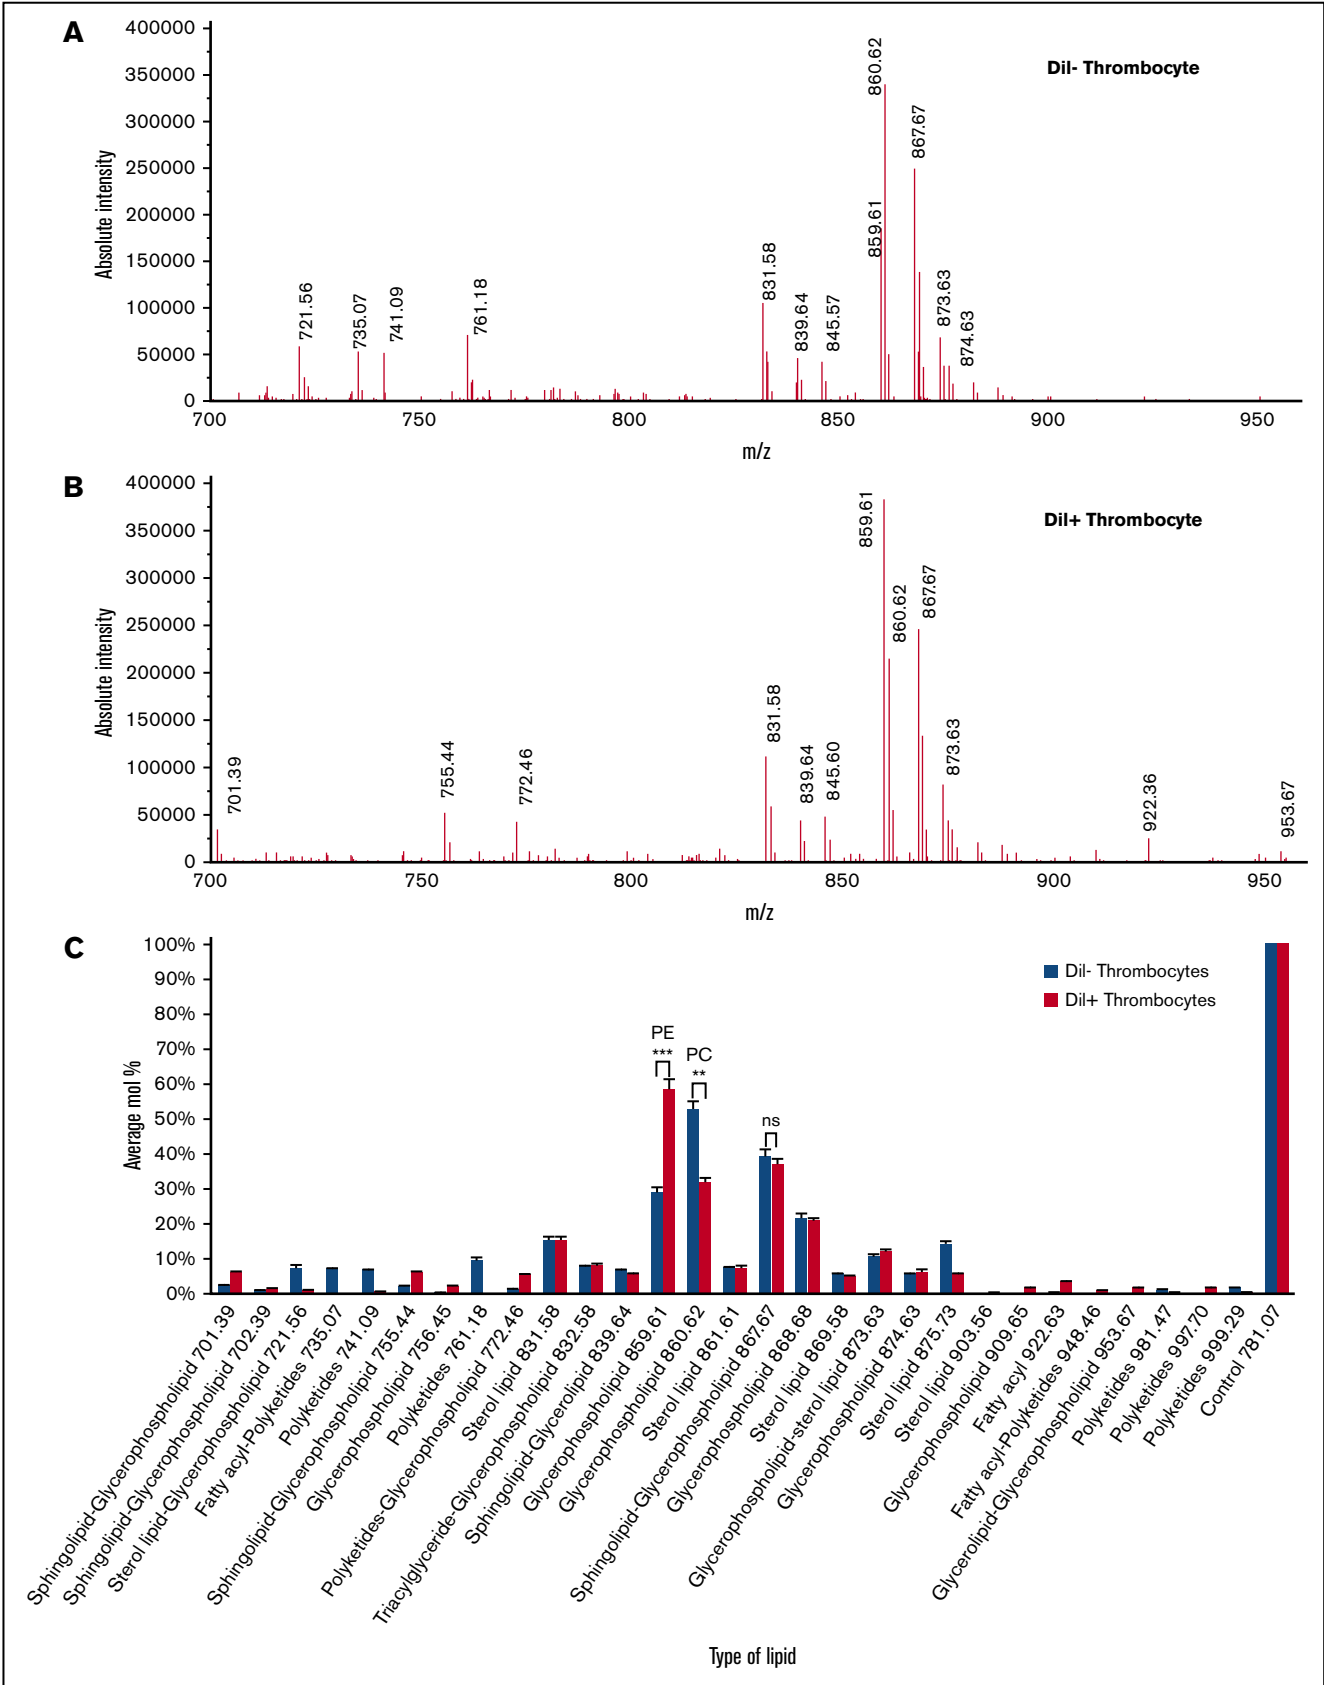 A
Dil- Thrombocyte
Absolute intensity
400000
350000
300000
250000
200000
150000
100000
50000
0
721.56
735.07
741.09
761.18
831.58
839.64
845.57
859.61
860.62
867.67
873.63
874.63
700 750 800 850 900 950
m/z
B
Dil+ Thrombocyte
Absolute intensity
400000
350000
300000
250000
200000
150000
100000
50000
0
701.39
755.44
772.46
831.58
839.64
845.60
859.61
860.62
867.67
873.63
922.36
953.67
700 750 800 850 900 950
m/z
C
Average mol %
100%
90%
80%
70%
60%
50%
40%
30%
20%
10%
0%
Dil- Thrombocytes
Dil+ Thrombocytes
PE
***
PC
**
ns
Sphingolipid-Glycerophospholipid 701.39
Sphingolipid-Glycerophospholipid 702.39
Sterol lipid-Glycerophospholipid 721.56
Fatty acyl-Polyketides 735.07
Polyketides 741.09
Sphingolipid-Glycerophospholipid 755.44
Glycerophospholipid 756.45
Polyketides 761.18
Polyketides-Glycerophospholipid 772.46
Sterol lipid 831.58
Triacylglyceride-Glycerophospholipid 832.58
Sphingolipid-Glycerolipid 839.64
Glycerophospholipid 859.61
Glycerophospholipid 860.62
Sterol lipid 861.61
Sphingolipid-Glycerophospholipid 867.67
Glycerophospholipid 868.68
Sterol lipid 869.58
Glycerophospholipid-sterol lipid 873.63
Glycerophospholipid 874.63
Sterol lipid 875.73
Sterol lipid 903.56
Glycerophospholipid 909.65
Fatty acyl 922.63
Fatty acyl-Polyketides 948.46
Glycerolipid-Glycerophospholipid 953.67
Polyketides 981.47
Polyketides 997.70
Polyketides 999.29
Control 781.07
Type of lipid